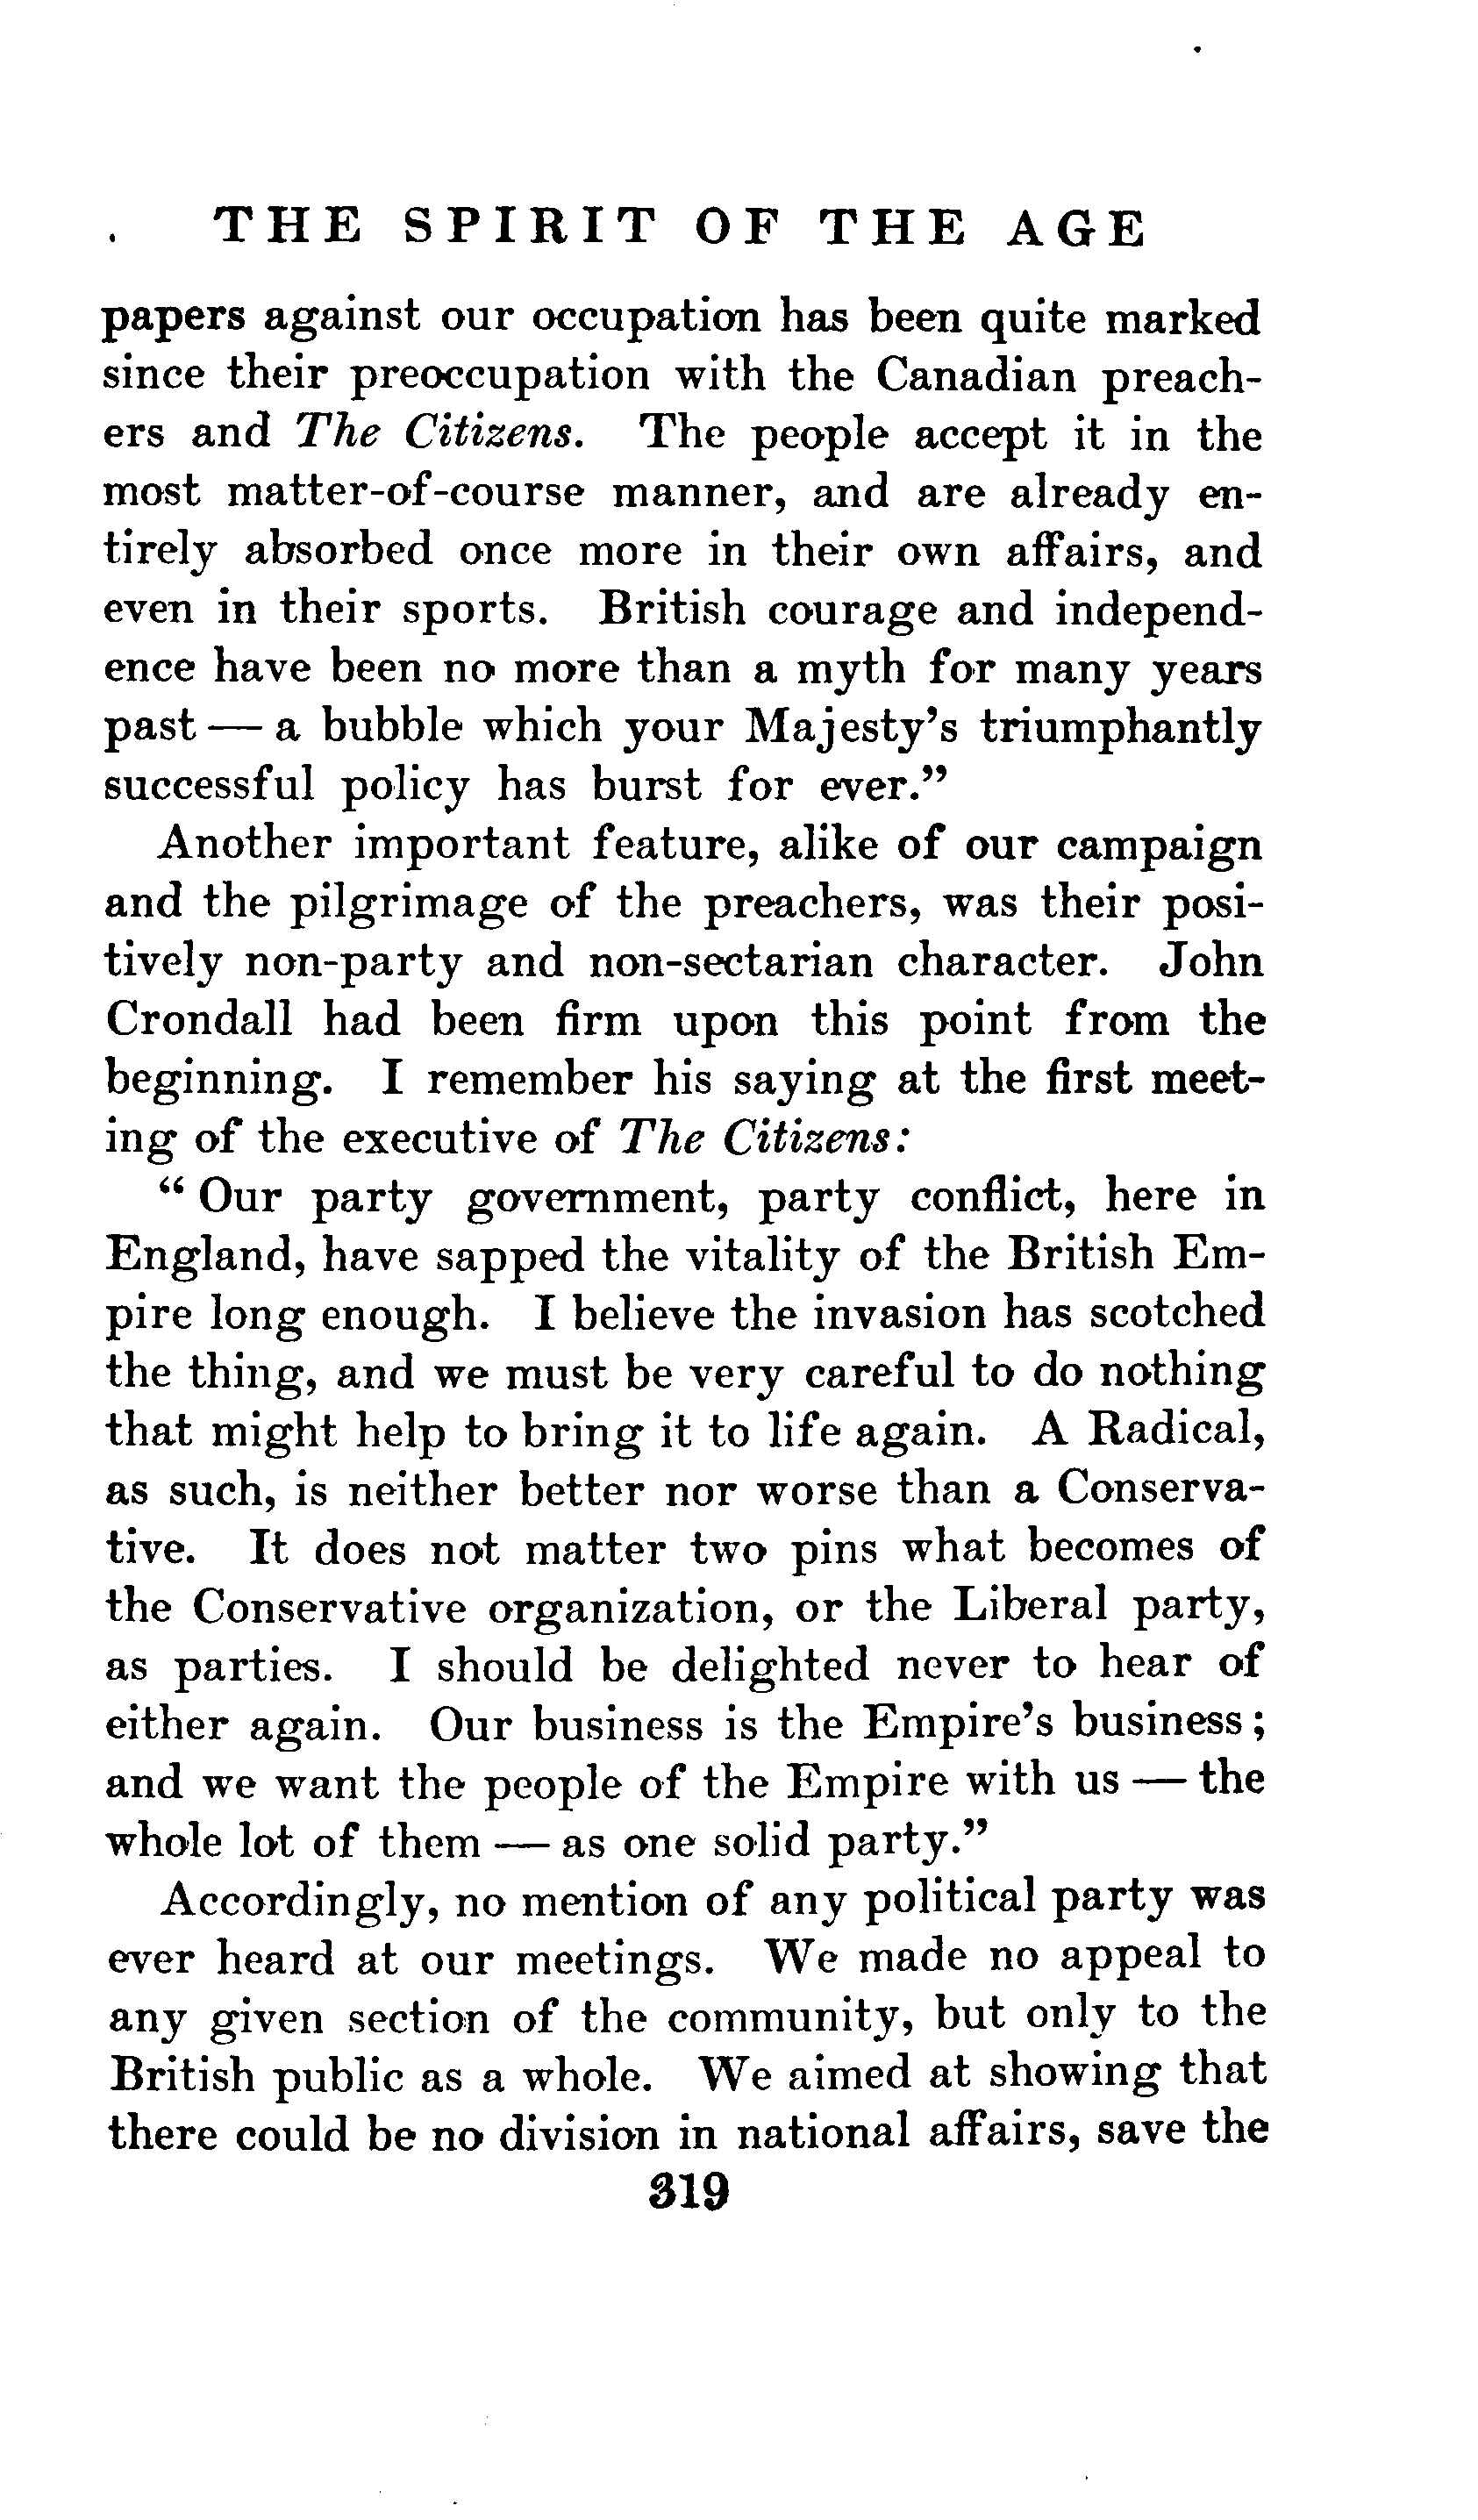 THE SPIRIT OF THE AGE
papers against our occupation has been quite marked
since their preoccupation with the Canadian preach-
ers and The Citizens. The people accept it in the
most matter-of-course manner, and are already en-
tirely absorbed once more in their own affairs, and
even in their sports. British courage and independ-
ence have been no more than a myth for many years
past — a bubble which your Majesty's triumphantly
successful policy has burst for ever."
Another important feature, alike of our campaign
and the pilgrimage of the preachers, was their posi-
tively non-party and non-sectarian character. John
Crondall had been firm upon this point from the
beginning. I remember his saying at the first meet-
ing of the executive of The Citizens:
"Our party government, party conflict, here in
England, have sapped the vitality of the British Em-
pire long enough. I believe the invasion has scotched
the thing, and we must be very careful to do nothing
that might help to bring it to life again. A Radical,
as such, is neither better nor worse than a Conserva-
tive. It does not matter two pins what becomes of
the Conservative organization, or the Liberal party,
as parties. I should be delighted never to hear of
either again. Our business is the Empire's business;
and we want the people of the Empire with us — the
whole lot of them — as one solid party."
Accordingly, no mention of any political party was
ever heard at our meetings. We made no appeal to
any given section of the community, but only to the
British public as a whole. We aimed at showing that
there could be no division in national affairs, save the
319